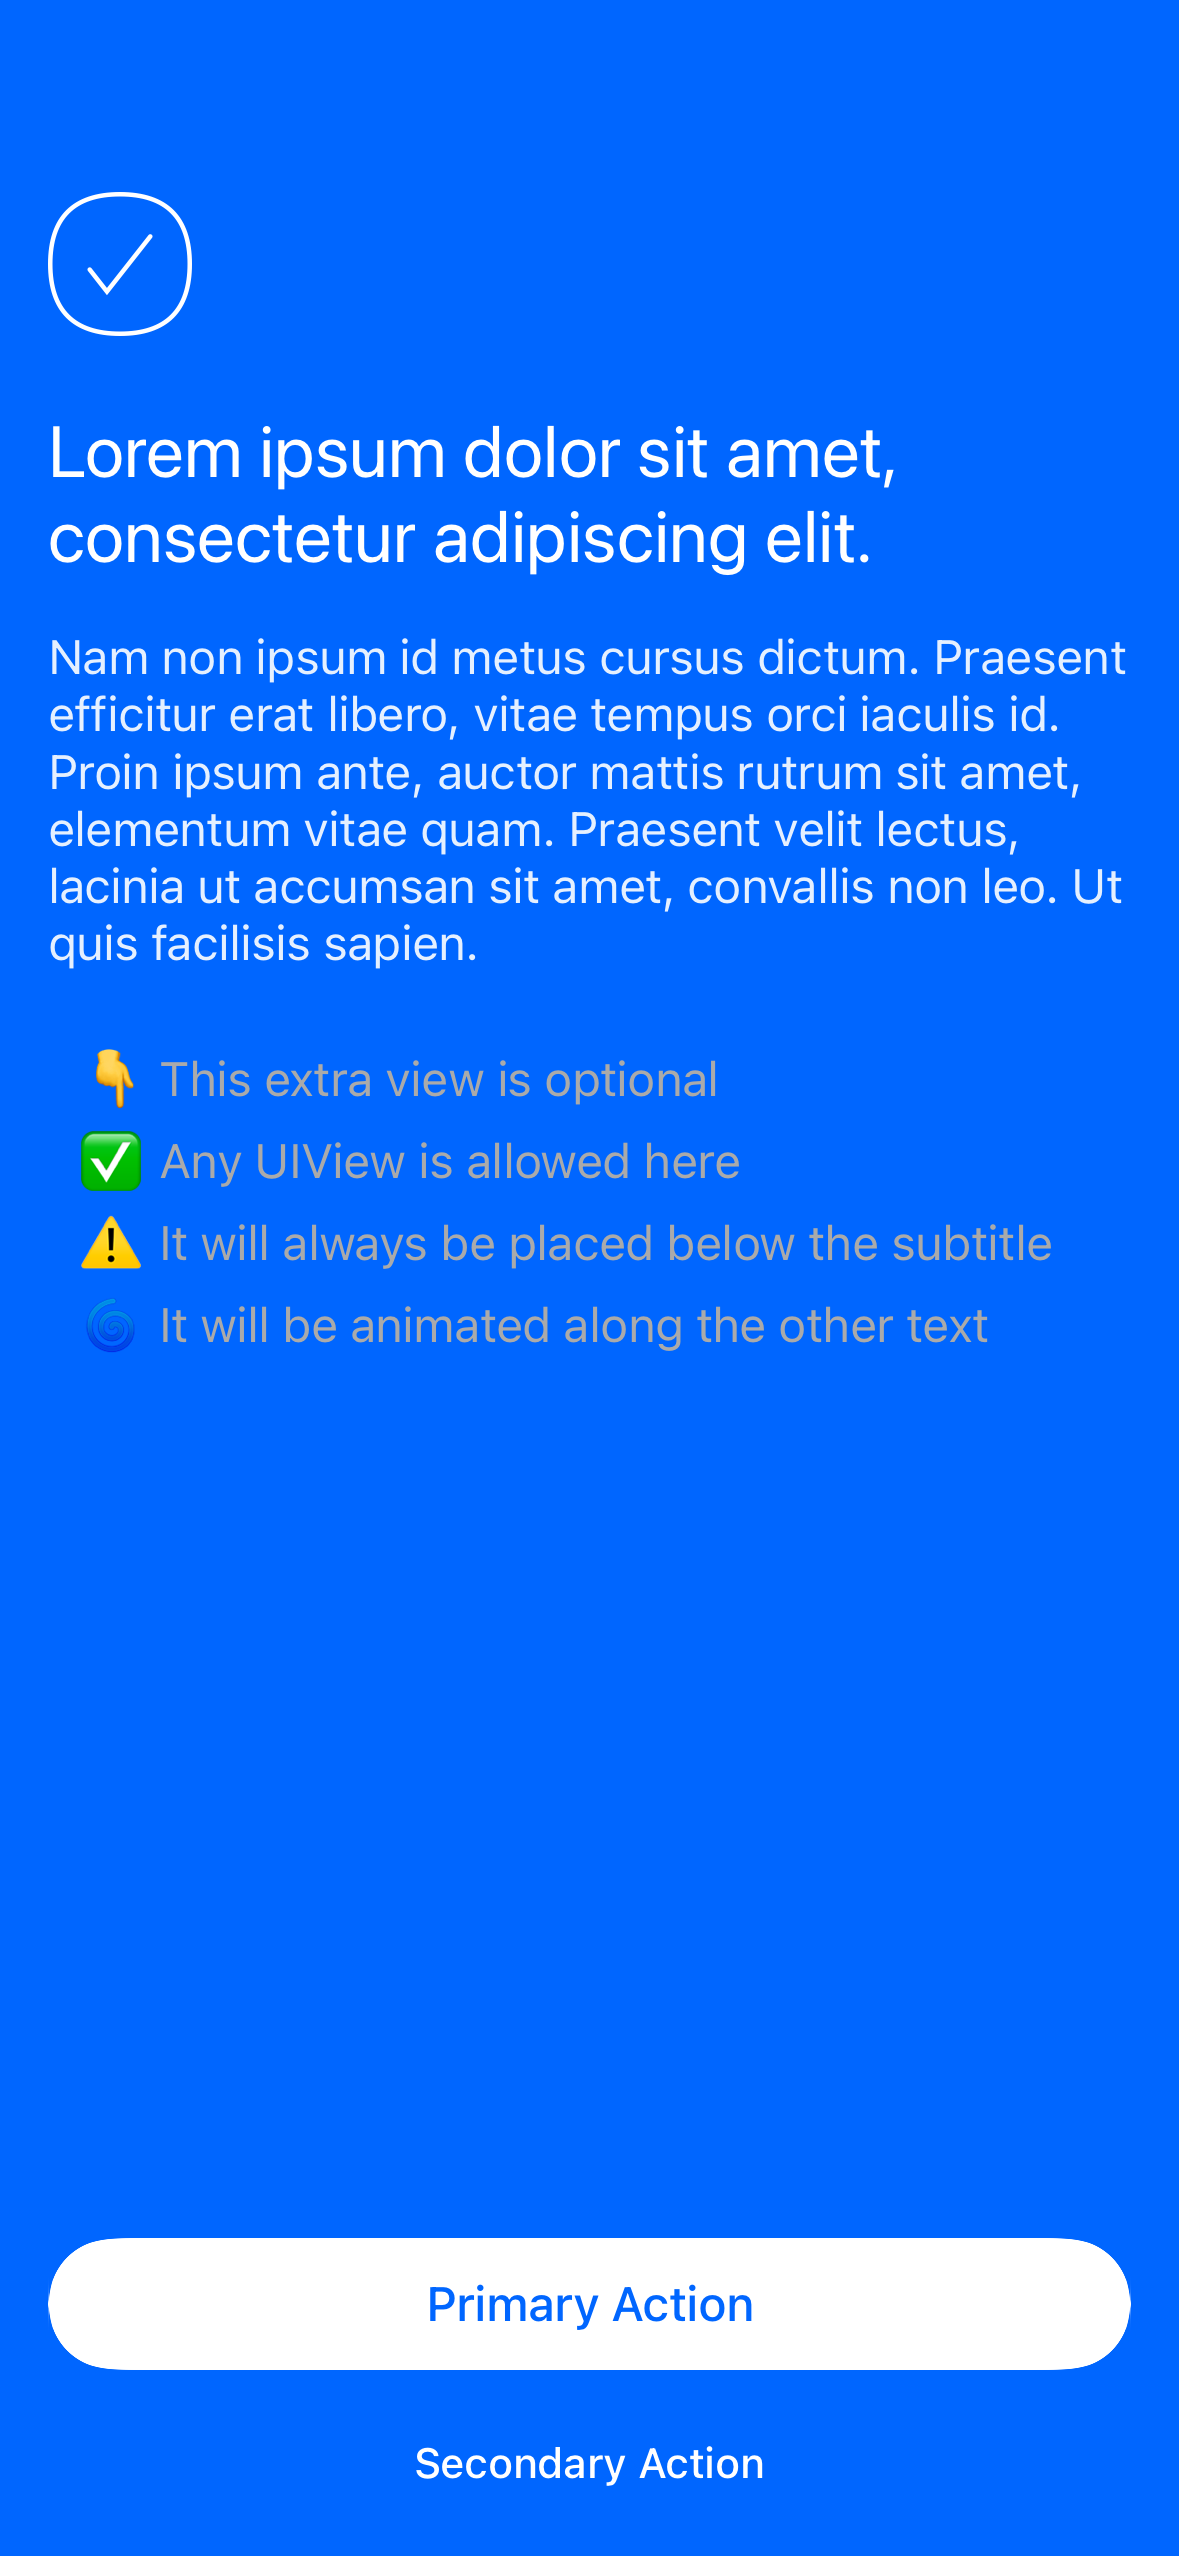 Lorem ipsum dolor sit amet,
consectetur adipiscing elit.
Nam non ipsum id metus cursus dictum. Praesent
efficitur erat libero, vitae tempus orci iaculis id.
Proin ipsum ante, auctor mattis rutrum sit amet,
elementum vitae quam. Praesent velit lectus,
lacinia ut accumsan sit amet, convallis non leo. Ut
quis facilisis sapien.
👇 This extra view is optional
✅ Any UIView is allowed here
⚠️ It will always be placed below the subtitle
🌀 It will be animated along the other text
Primary Action
Secondary Action